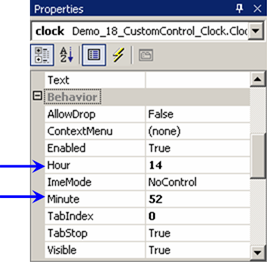 Properties
clock Demo_18_CustomControl_Clock.Cloc
Text
Behavior
AllowDrop False
ContextMenu (none)
Enabled True
Hour 14
ImeMode NoControl
Minute 52
TabIndex 0
TabStop True
Visible True